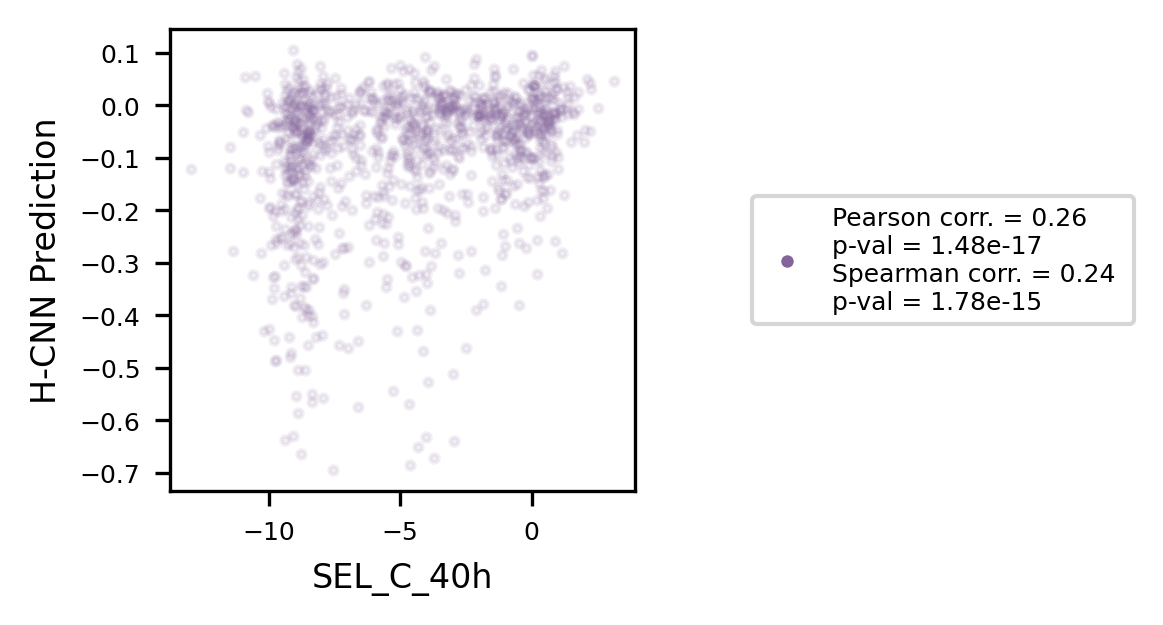 0.1
0.0
−0.1
−0.2
−0.3
−0.4
−0.5
−0.6
−0.7
H-CNN Prediction
−10
−5
0
SEL_C_40h
Pearson corr. = 0.26
p-val = 1.48e-17
Spearman corr. = 0.24
p-val = 1.78e-15